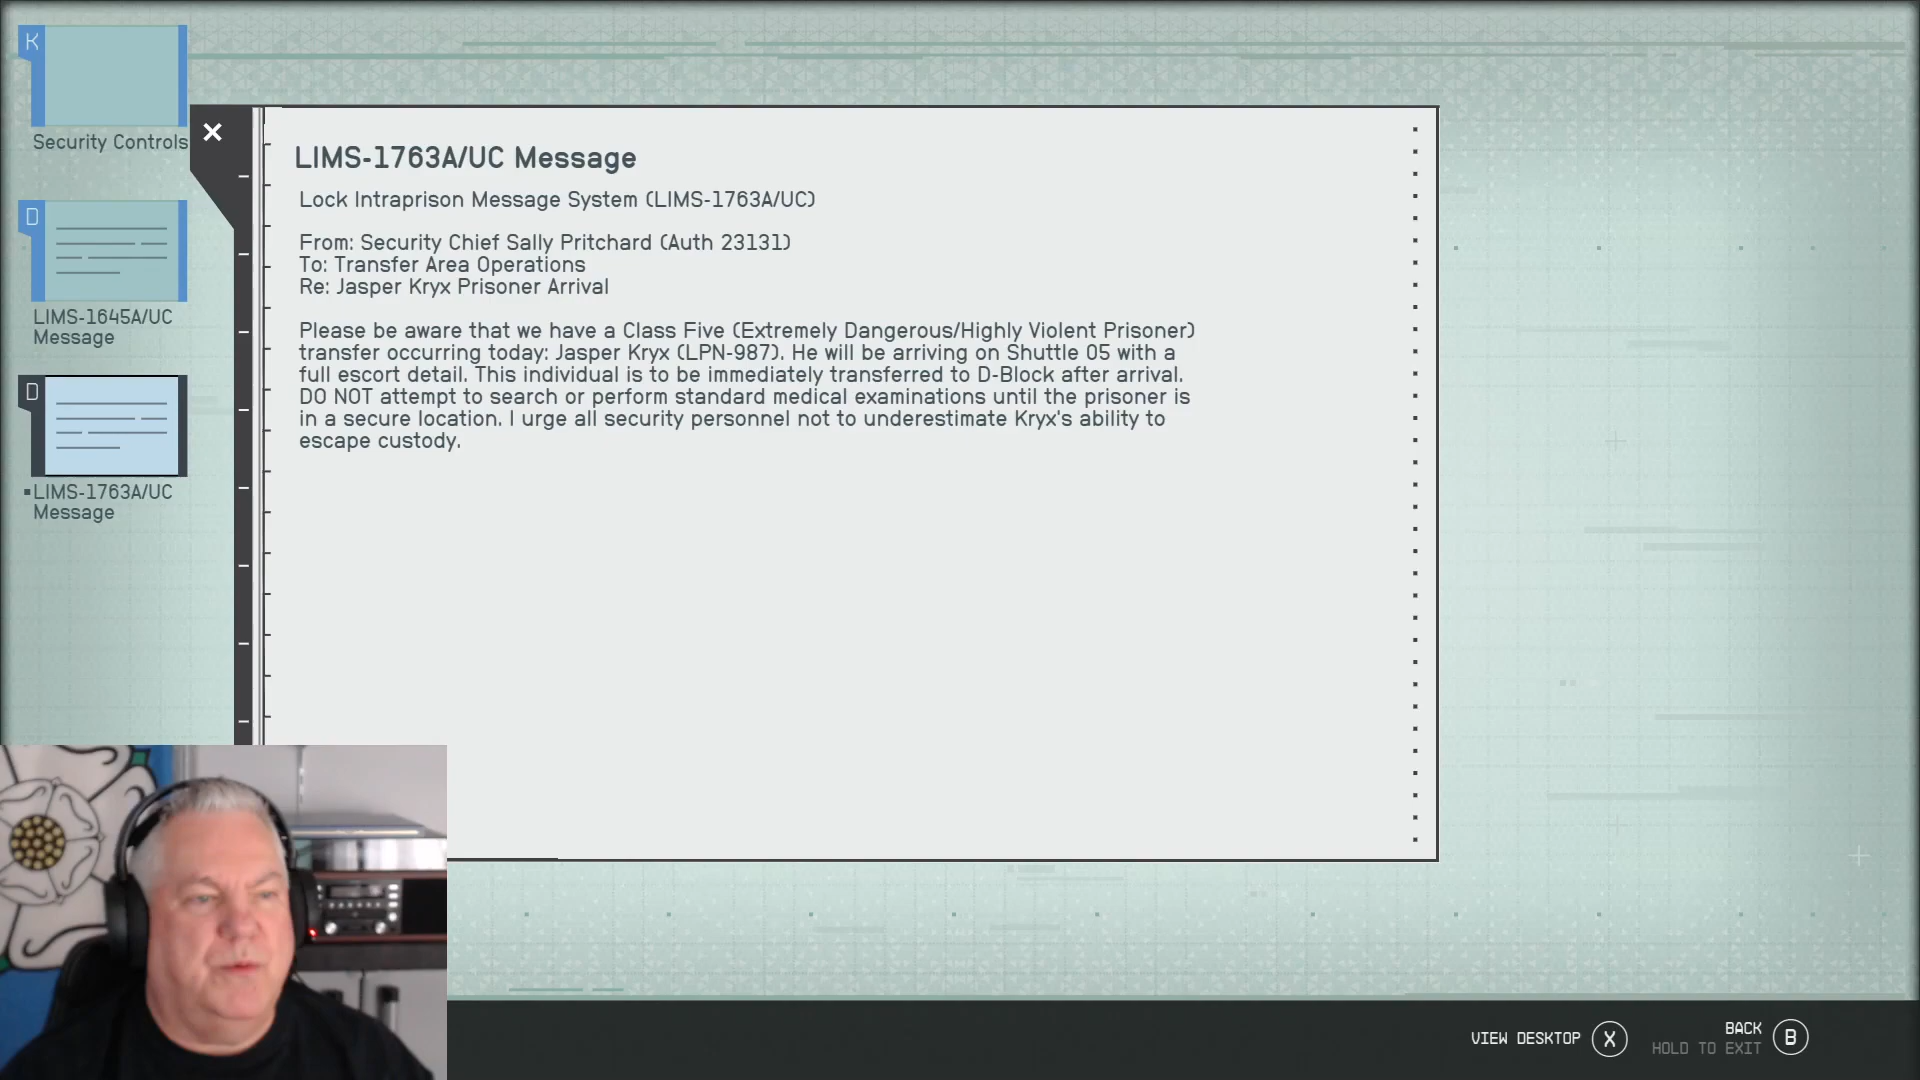 K
Security Controls
D
LIMS-1645A/UC
Message
D
LIMS-1763A/UC
Message
LIMS-1763A/UC Message
Lock Intraprison Message System (LIMS-1763A/UC)
From: Security Chief Sally Pritchard (Auth 23131)
To: Transfer Area Operations
Re: Jasper Kryx Prisoner Arrival
Please be aware that we have a Class Five (Extremely Dangerous/Highly Violent Prisoner)
transfer occurring today: Jasper Kryx (LPN-987). He will be arriving on Shuttle 05 with a
full escort detail. This individual is to be immediately transferred to D-Block after arrival.
DO NOT attempt to search or perform standard medical examinations until the prisoner is
in a secure location. I urge all security personnel not to underestimate Kryx's ability to
escape custody.
VIEW DESKTOP X
BACK B
HOLD TO EXIT